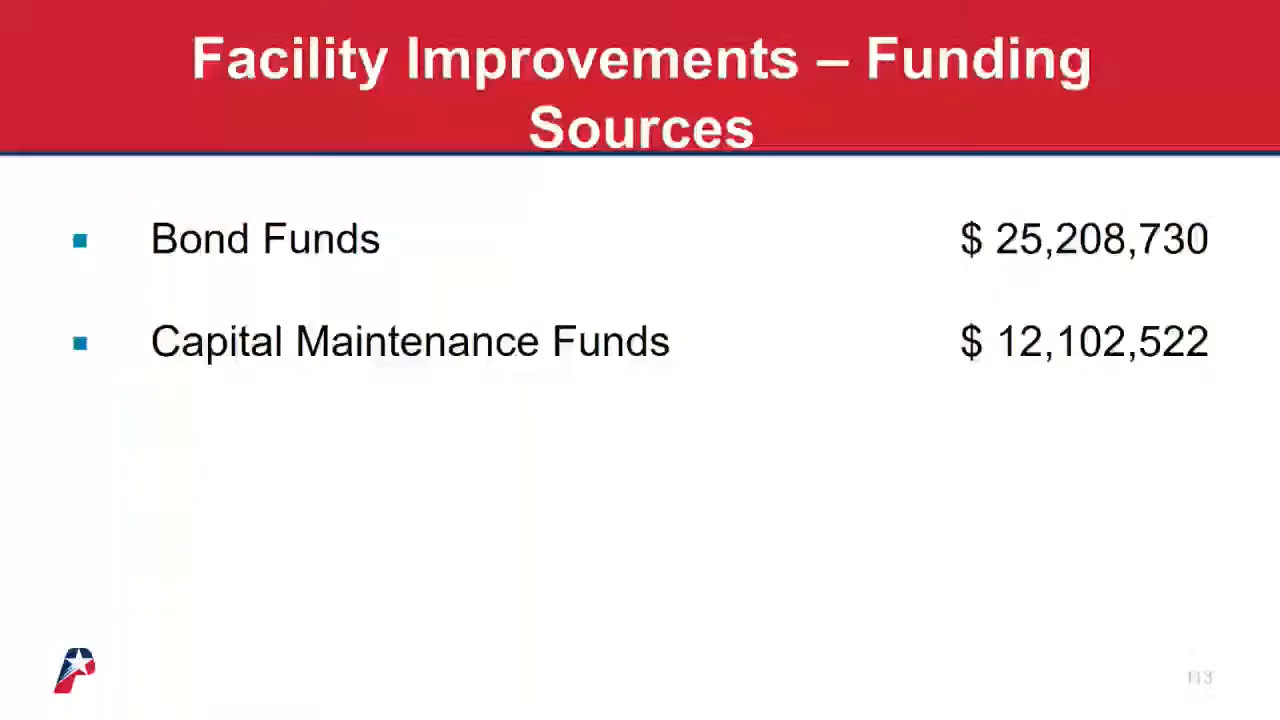 Facility Improvements – Funding
Sources
▪ Bond Funds $ 25,208,730
▪ Capital Maintenance Funds $ 12,102,522